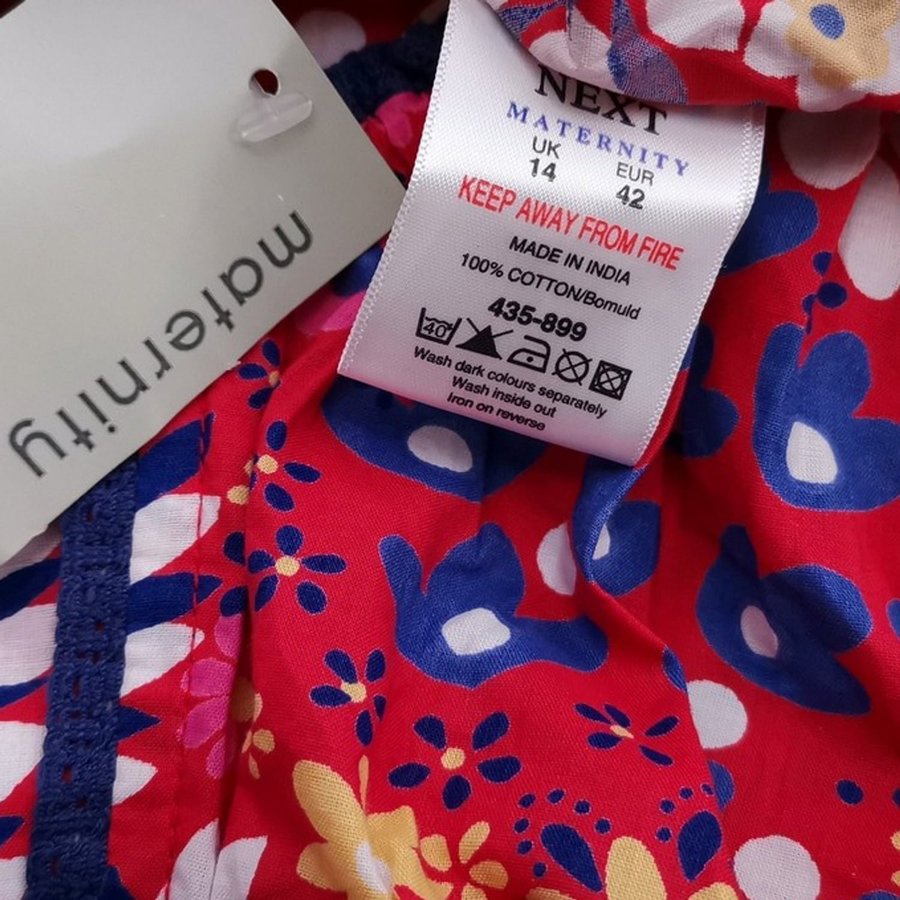 maternity
NEXT
MATERNITY
UK EUR
14 42
KEEP AWAY FROM FIRE
MADE IN INDIA
100% COTTON/Bomuld
435-899
40°
Wash dark colours separately
Wash inside out
Iron on reverse